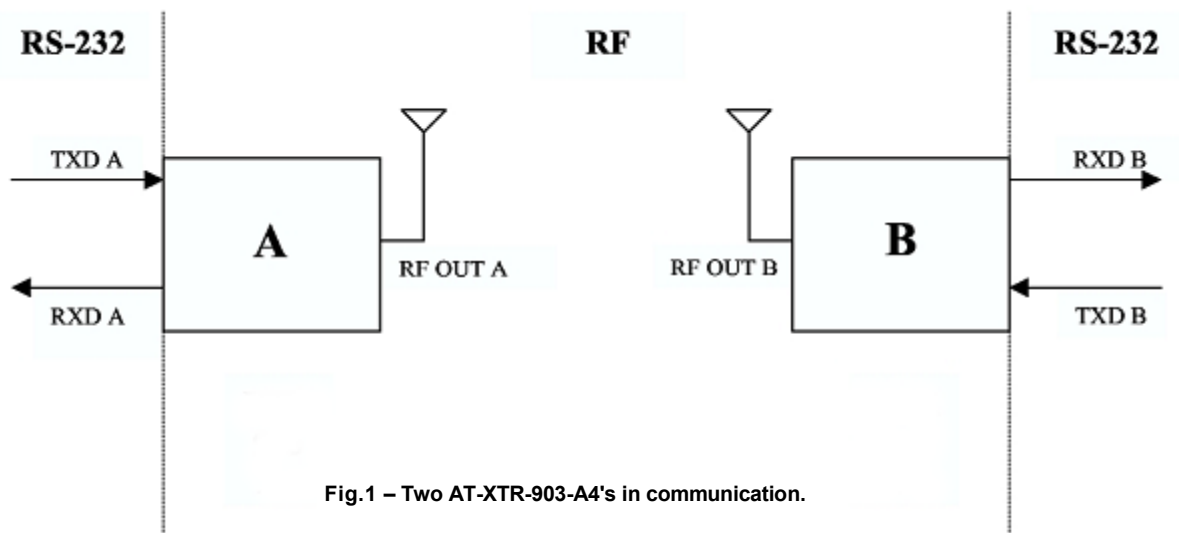 RS-232
RF
RS-232
TXD A
RXD B
A
B
RF OUT A
RF OUT B
RXD A
TXD B
Fig.1 – Two AT-XTR-903-A4's in communication.